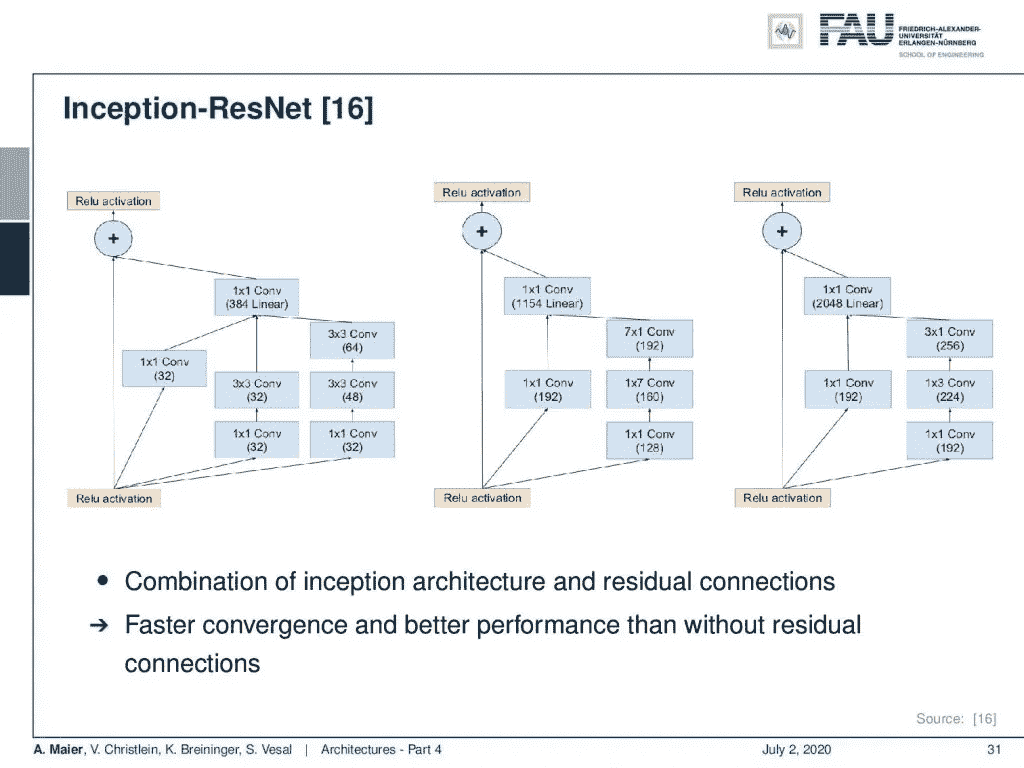 FAU
FRIEDRICH-ALEXANDER-
UNIVERSITÄT
ERLANGEN-NÜRNBERG
SCHOOL OF ENGINEERING
Inception-ResNet [16]
Relu activation
+
1x1 Conv
(384 Linear)
3x3 Conv
(64)
1x1 Conv
(32)
3x3 Conv
(32)
3x3 Conv
(48)
1x1 Conv
(32)
1x1 Conv
(32)
Relu activation
Relu activation
+
1x1 Conv
(1154 Linear)
7x1 Conv
(192)
1x1 Conv
(192)
1x7 Conv
(160)
1x1 Conv
(128)
Relu activation
Relu activation
+
1x1 Conv
(2048 Linear)
3x1 Conv
(256)
1x1 Conv
(192)
1x3 Conv
(224)
1x1 Conv
(192)
Relu activation
• Combination of inception architecture and residual connections
→ Faster convergence and better performance than without residual
connections
Source: [16]
A. Maier, V. Christlein, K. Breininger, S. Vesal | Architectures - Part 4 July 2, 2020 31